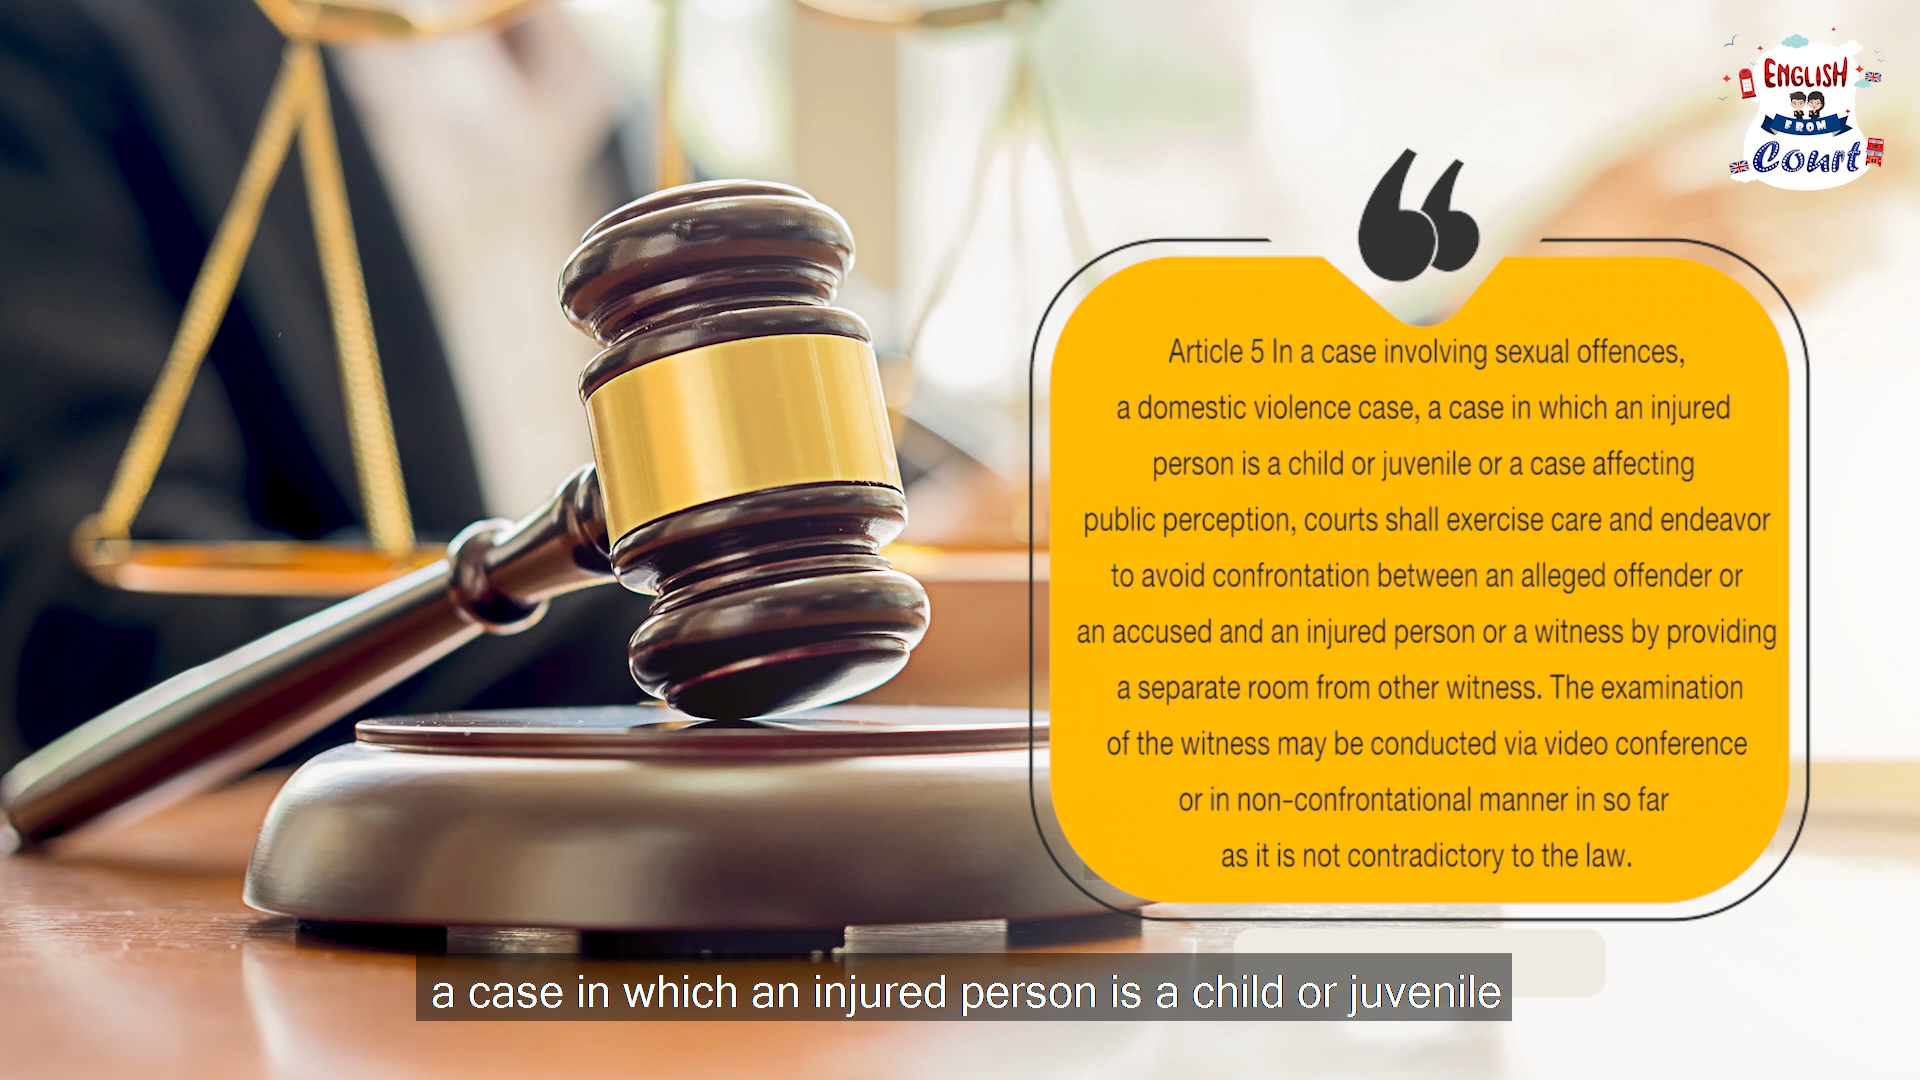 ENGLISH
FROM
Court
Article 5 In a case involving sexual offences,
a domestic violence case, a case in which an injured
person is a child or juvenile or a case affecting
public perception, courts shall exercise care and endeavor
to avoid confrontation between an alleged offender or
an accused and an injured person or a witness by providing
a separate room from other witness. The examination
of the witness may be conducted via video conference
or in non-confrontational manner in so far
as it is not contradictory to the law.
a case in which an injured person is a child or juvenile